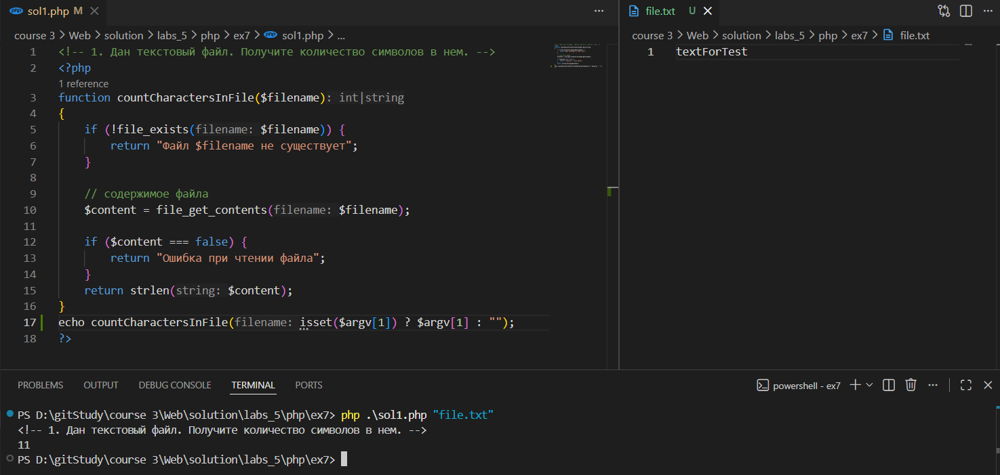 sol1.php M
course 3 > Web > solution > labs_5 > php > ex7 > sol1.php > ...
1 <!-- 1. Дан текстовый файл. Получите количество символов в нем. -->
2 <?php
1 reference
3 function countCharactersInFile($filename): int|string
4 {
5 if (!file_exists(filename: $filename)) {
6 return "Файл $filename не существует";
7 }
8
9 // содержимое файла
10 $content = file_get_contents(filename: $filename);
11
12 if ($content === false) {
13 return "Ошибка при чтении файла";
14 }
15 return strlen(string: $content);
16 }
17 echo countCharactersInFile(filename: isset($argv[1]) ? $argv[1] : "");
18 ?>
file.txt U
course 3 > Web > solution > labs_5 > php > ex7 > file.txt
1 textForTest
PROBLEMS OUTPUT DEBUG CONSOLE TERMINAL PORTS
powershell - ex7
PS D:\gitStudy\course 3\Web\solution\labs_5\php\ex7> php .\sol1.php "file.txt"
<!-- 1. Дан текстовый файл. Получите количество символов в нем. -->
11
PS D:\gitStudy\course 3\Web\solution\labs_5\php\ex7>